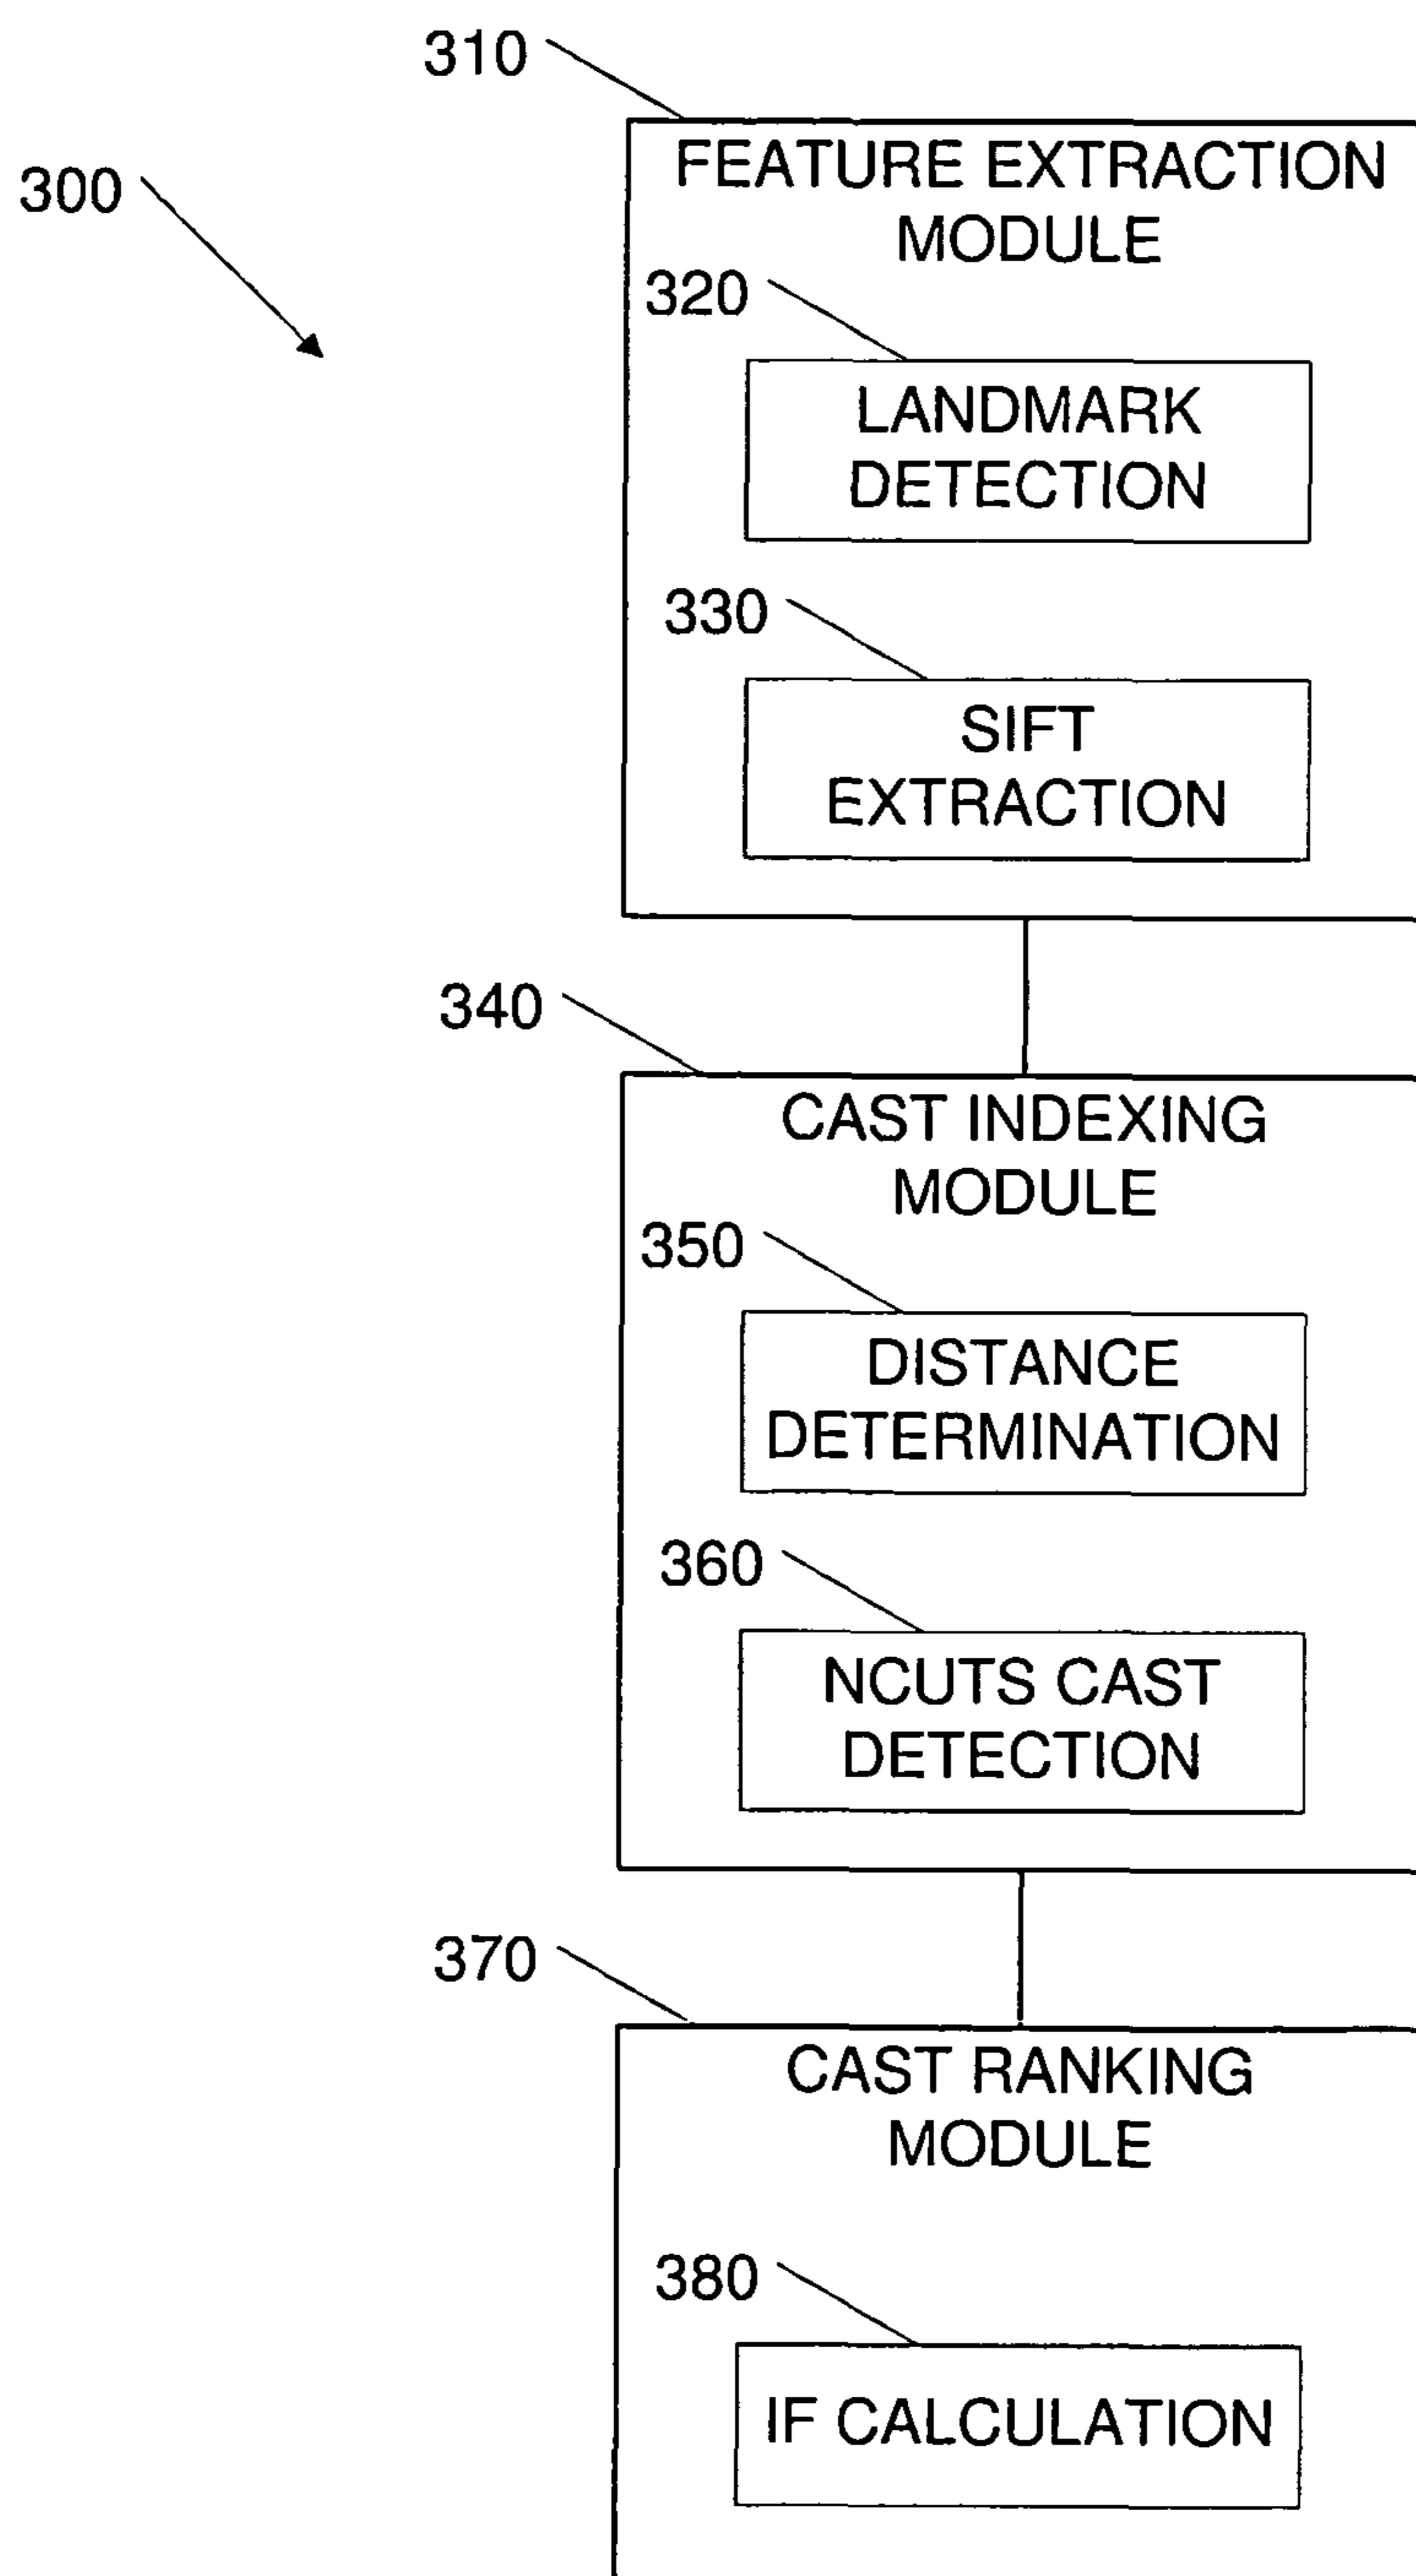 310
300
FEATURE EXTRACTION
MODULE
320
LANDMARK
DETECTION
330
SIFT
EXTRACTION
340
CAST INDEXING
MODULE
350
DISTANCE
DETERMINATION
360
NCUTS CAST
DETECTION
370
CAST RANKING
MODULE
380
IF CALCULATION